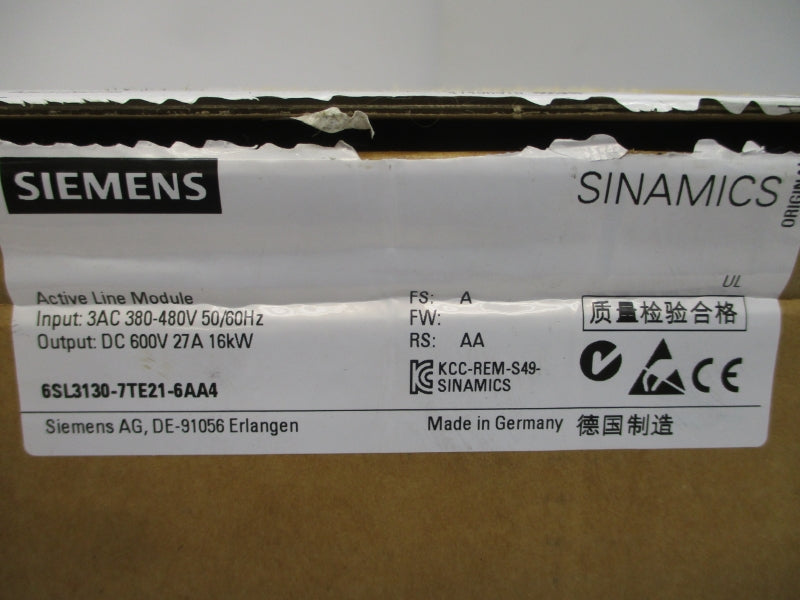 SIEMENS
SINAMICS
UL
Active Line Module
Input: 3AC 380-480V 50/60Hz
Output: DC 600V 27A 16kW
6SL3130-7TE21-6AA4
FS: A
FW:
RS: AA
KCC-REM-S49-
SINAMICS
质量检验合格
CE
Siemens AG, DE-91056 Erlangen
Made in Germany 德国制造